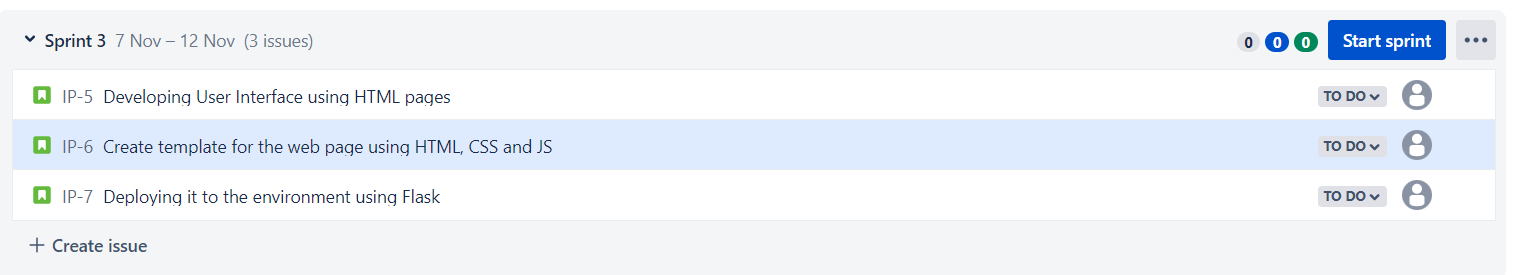 Sprint 3 7 Nov – 12 Nov (3 issues) 0 0 0 Start sprint
IP-5 Developing User Interface using HTML pages TO DO
IP-6 Create template for the web page using HTML, CSS and JS TO DO
IP-7 Deploying it to the environment using Flask TO DO
+ Create issue